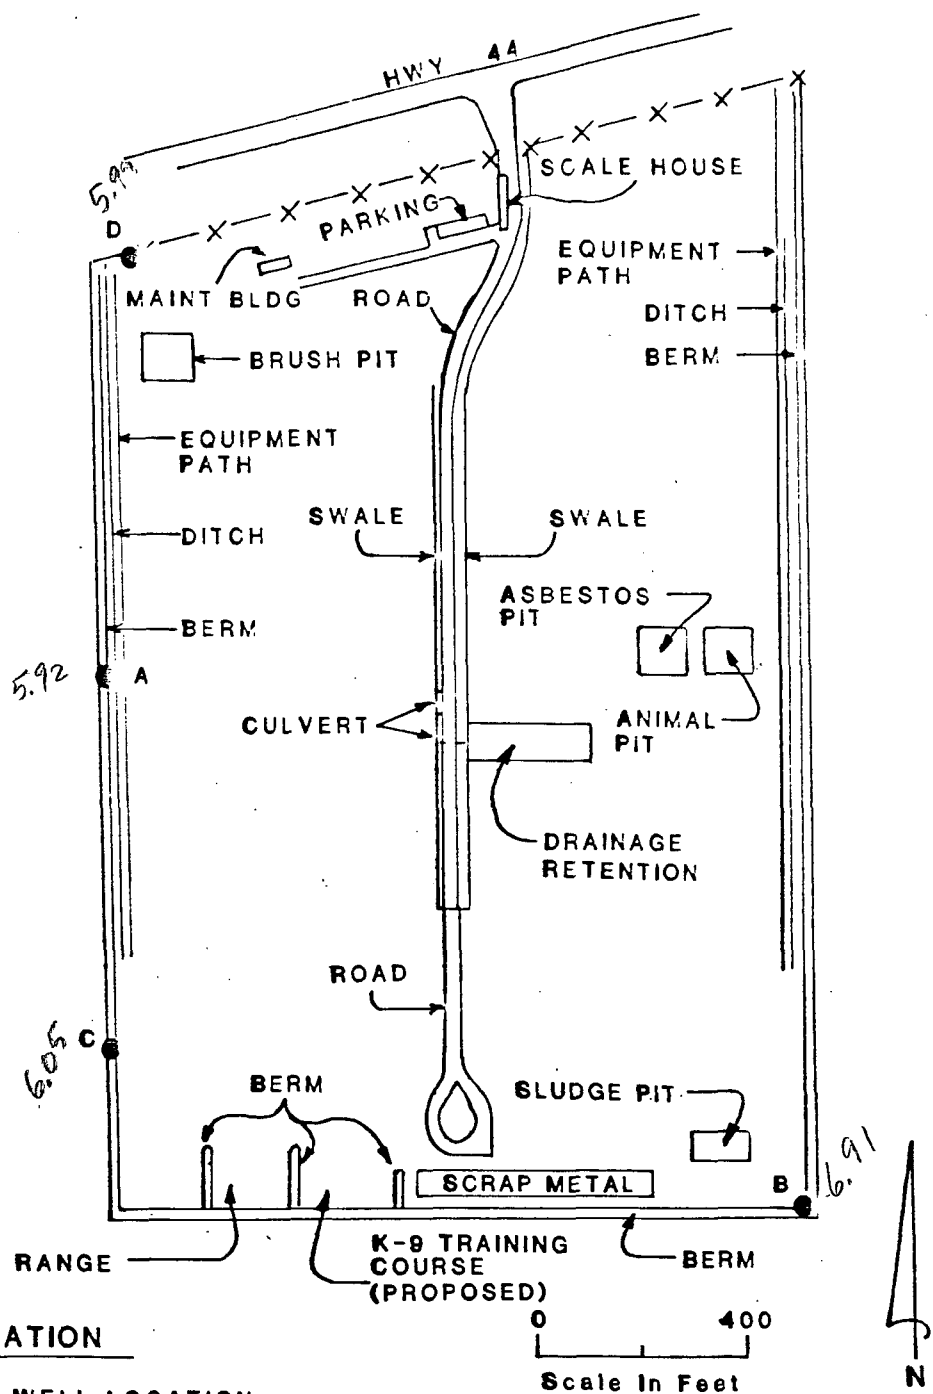 HWY 44
5.99
D
SCALE HOUSE
PARKING
EQUIPMENT
PATH
MAINT BLDG
ROAD
DITCH
BERM
BRUSH PIT
EQUIPMENT
PATH
SWALE
SWALE
DITCH
ASBESTOS
PIT
BERM
5.92
A
CULVERT
ANIMAL
PIT
DRAINAGE
RETENTION
ROAD
C
6.05
BERM
SLUDGE PIT
SCRAP METAL
B
6.91
RANGE
K-9 TRAINING
COURSE
(PROPOSED)
BERM
0 400
Scale In Feet
N
ATION
WELL LOCATION